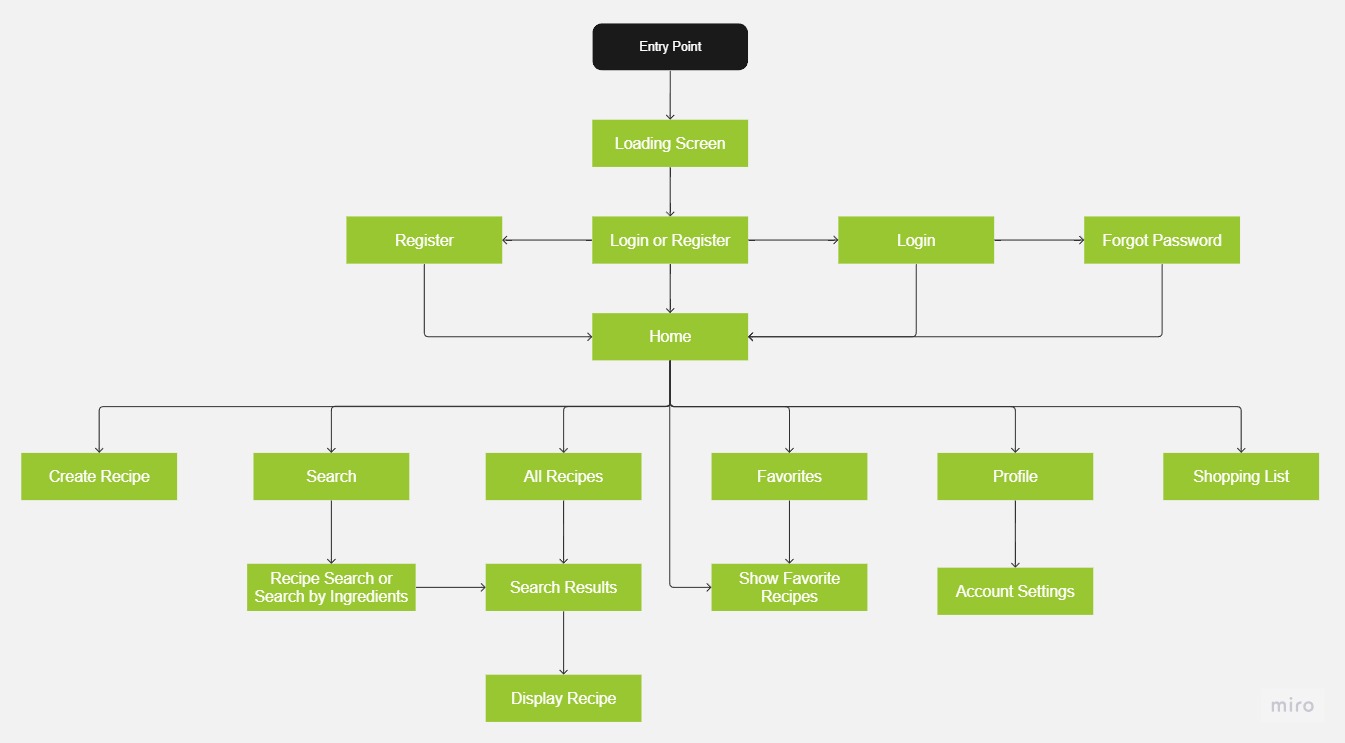 Entry Point
Loading Screen
Register
Login or Register
Login
Forgot Password
Home
Create Recipe
Search
All Recipes
Favorites
Profile
Shopping List
Recipe Search or
Search by Ingredients
Search Results
Show Favorite
Recipes
Account Settings
Display Recipe
miro